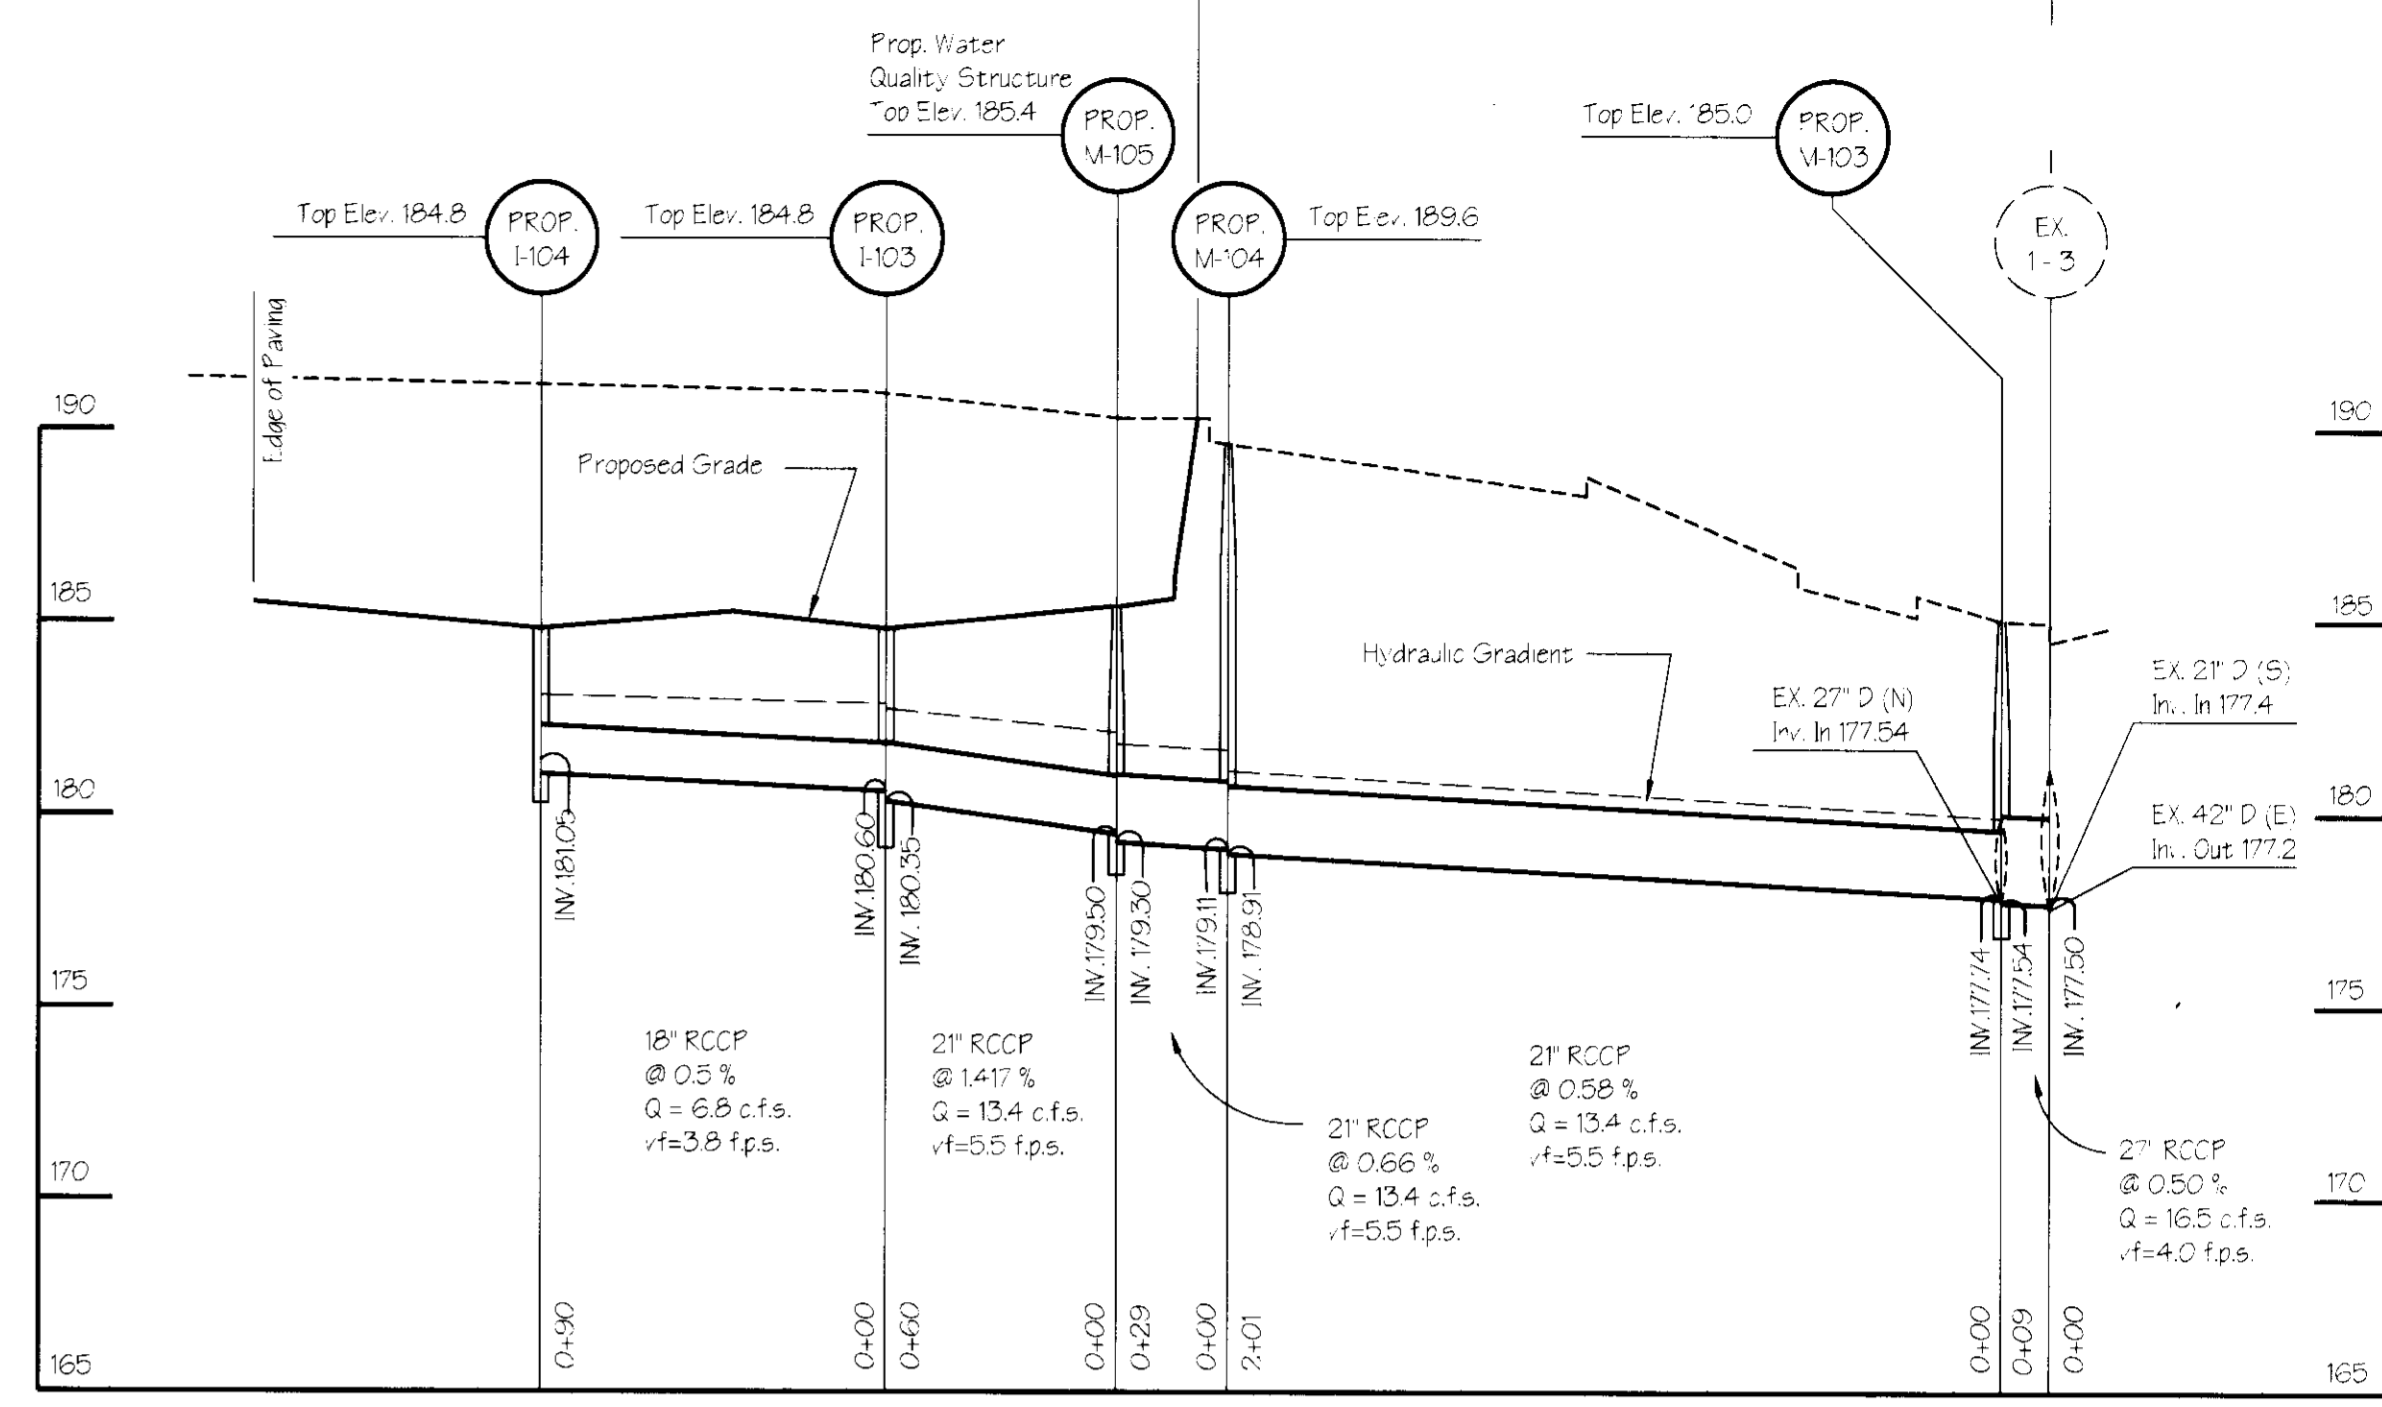 Prop. Water
Quality Structure
Top Elev. 185.4
PROP.
M-105
Top Elev. 185.0
PROP.
M-103
Top Elev. 184.8
PROP.
I-104
Top Elev. 184.8
PROP.
I-103
PROP.
M-104
Top Elev. 189.6
EX.
1-3
Edge of Paving
190
190
Proposed Grade
185
185
Hydraulic Gradient
EX. 27" D (N)
Inv. In 177.54
EX. 21" D (S)
Inv. In 177.4
180
180
EX. 42" D (E)
Inv. Out 177.2
INV.181.05
INV.180.60
INV. 180.35
INV.179.50
INV. 179.30
INV.179.11
INV. 178.91
INV.177.74
INV.177.54
INV. 177.50
175
175
18" RCCP
@ 0.5 %
Q = 6.8 c.f.s.
vf=3.8 f.p.s.
21" RCCP
@ 1.417 %
Q = 13.4 c.f.s.
vf=5.5 f.p.s.
21" RCCP
@ 0.66 %
Q = 13.4 c.f.s.
vf=5.5 f.p.s.
21" RCCP
@ 0.58 %
Q = 13.4 c.f.s.
vf=5.5 f.p.s.
27' RCCP
@ 0.50 %
Q = 16.5 c.f.s.
vf=4.0 f.p.s.
170
170
0+90
0+00
0+60
0+00
0+29
0+00
2+01
0+00
0+09
0+00
165
165